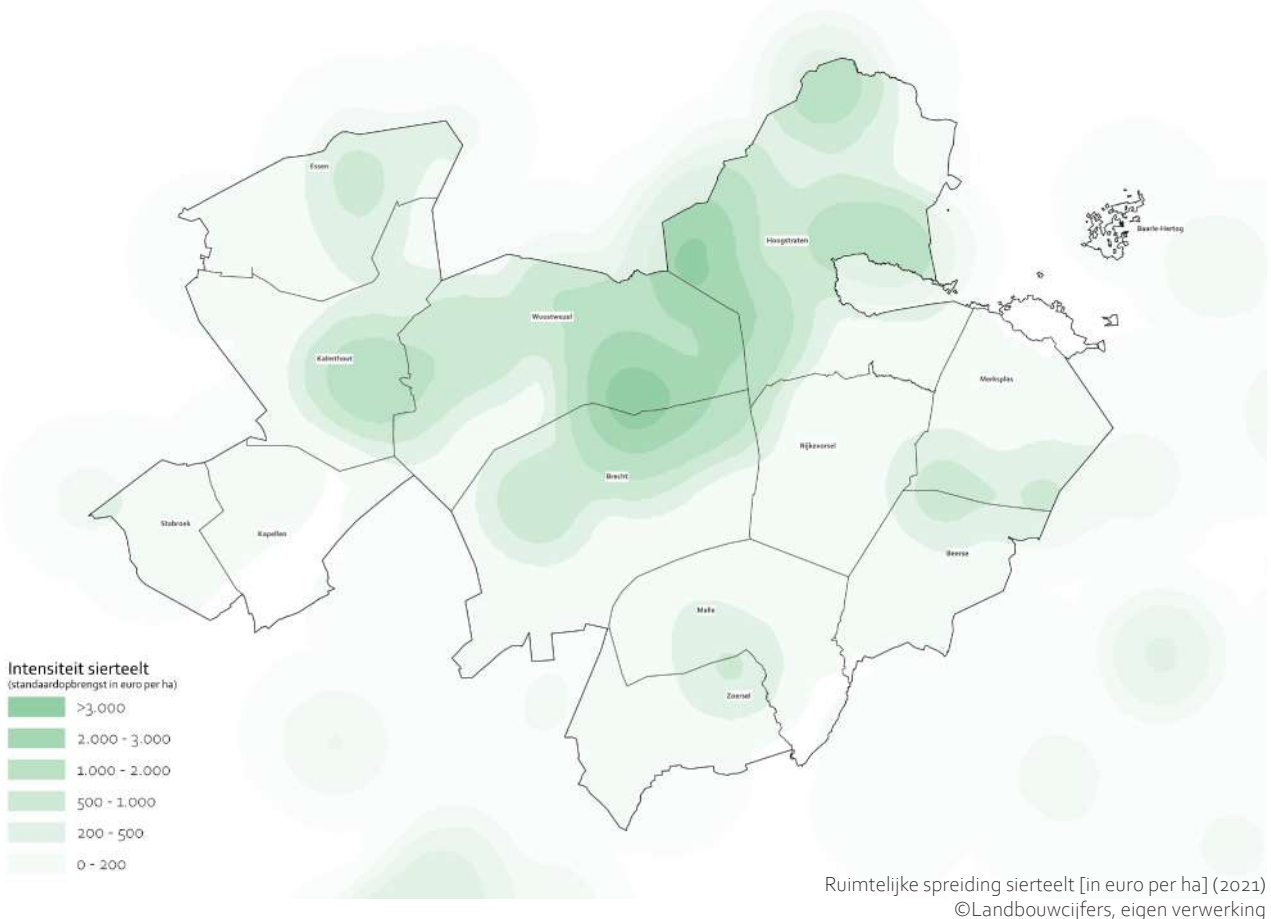 Essen
Hoogstraten
Baarle-Hertog
Wuustwezel
Kalmthout
Merksplas
Rijkevorsel
Brecht
Stabroek
Kapellen
Beerse
Malle
Zoersel
Intensiteit sierteelt
(standaardopbrengst in euro per ha)
>3.000
2.000 - 3.000
1.000 - 2.000
500 - 1.000
200 - 500
0 - 200
Ruimtelijke spreiding sierteelt [in euro per ha] (2021)
©Landbouwcijfers, eigen verwerking